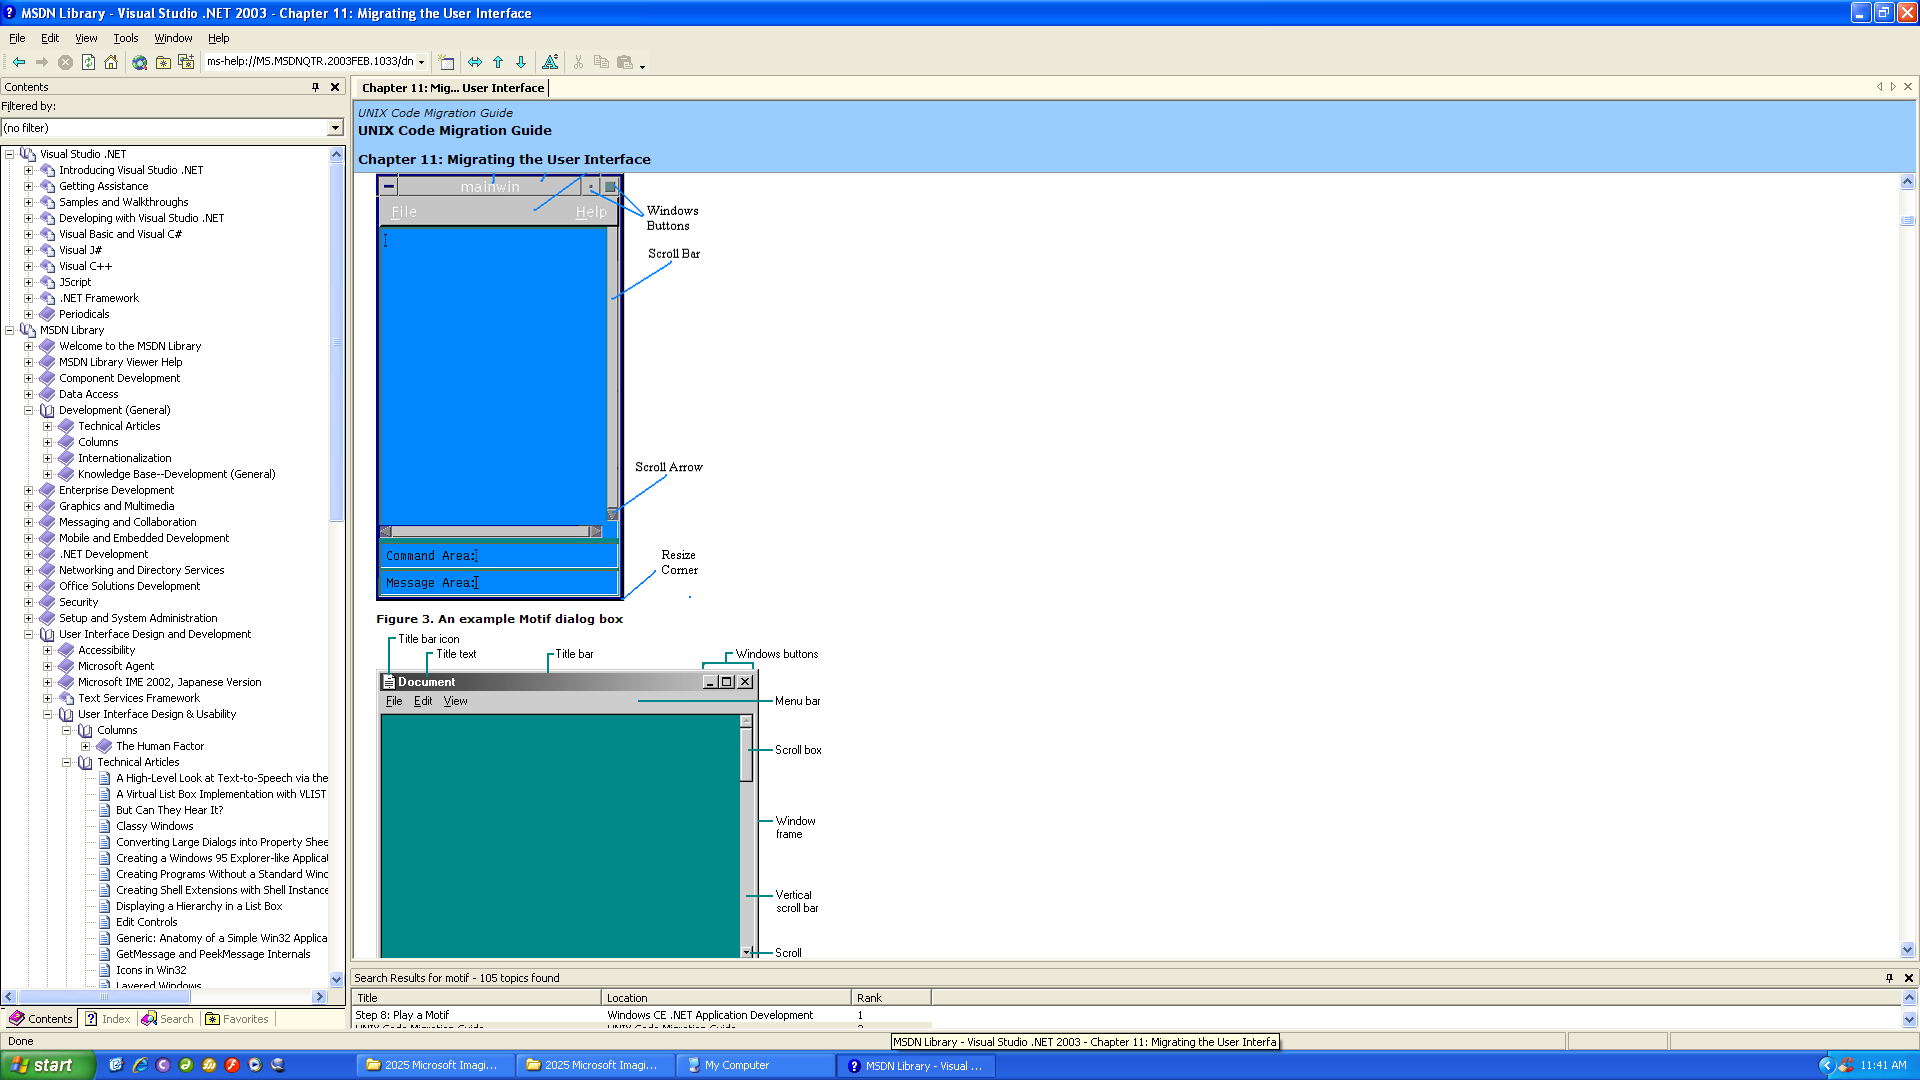 MSDN Library - Visual Studio .NET 2003 - Chapter 11: Migrating the User Interface
File Edit View Tools Window Help
ms-help://MS.MSDNQTR.2003FEB.1033/dn
Contents
Filtered by:
(no filter)
Visual Studio .NET
Introducing Visual Studio .NET
Getting Assistance
Samples and Walkthroughs
Developing with Visual Studio .NET
Visual Basic and Visual C#
Visual J#
Visual C++
JScript
.NET Framework
Periodicals
MSDN Library
Welcome to the MSDN Library
MSDN Library Viewer Help
Component Development
Data Access
Development (General)
Technical Articles
Columns
Internationalization
Knowledge Base--Development (General)
Enterprise Development
Graphics and Multimedia
Messaging and Collaboration
Mobile and Embedded Development
.NET Development
Networking and Directory Services
Office Solutions Development
Security
Setup and System Administration
User Interface Design and Development
Accessibility
Microsoft Agent
Microsoft IME 2002, Japanese Version
Text Services Framework
User Interface Design & Usability
Columns
The Human Factor
Technical Articles
A High-Level Look at Text-to-Speech via the
A Virtual List Box Implementation with VLIST
But Can They Hear It?
Classy Windows
Converting Large Dialogs into Property Shee
Creating a Windows 95 Explorer-like Applica
Creating Programs Without a Standard Wind
Creating Shell Extensions with Shell Instance
Displaying a Hierarchy in a List Box
Edit Controls
Generic: Anatomy of a Simple Win32 Applica
GetMessage and PeekMessage Internals
Icons in Win32
Layered Windows
Contents Index Search Favorites
Chapter 11: Mig... User Interface
UNIX Code Migration Guide
UNIX Code Migration Guide
Chapter 11: Migrating the User Interface
mainwin
File Help
Windows
Buttons
Scroll Bar
Scroll Arrow
Command Area:
Message Area:
Resize
Corner
Figure 3. An example Motif dialog box
Title bar icon
Title text Title bar Windows buttons
Document
File Edit View
Menu bar
Scroll box
Window
frame
Vertical
scroll bar
Scroll
Search Results for motif - 105 topics found
Title Location Rank
Step 8: Play a Motif Windows CE .NET Application Development 1
UNIX Code Migration Guide UNIX Code Migration Guide 2
Done
MSDN Library - Visual Studio .NET 2003 - Chapter 11: Migrating the User Interfa
start
2025 Microsoft Imagi...
2025 Microsoft Imagi...
My Computer
MSDN Library - Visual ...
11:41 AM